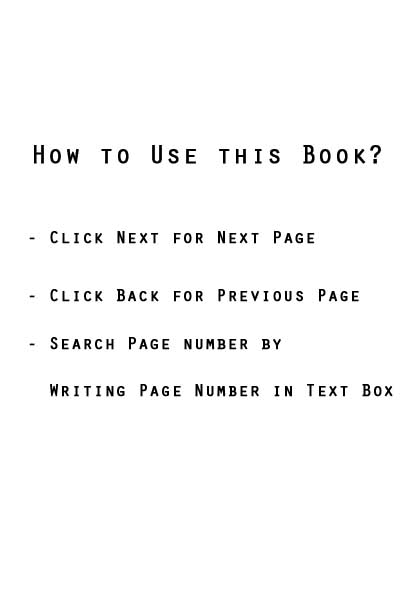 How to Use this Book?
- Click Next for Next Page
- Click Back for Previous Page
- Search Page number by
Writing Page Number in Text Box